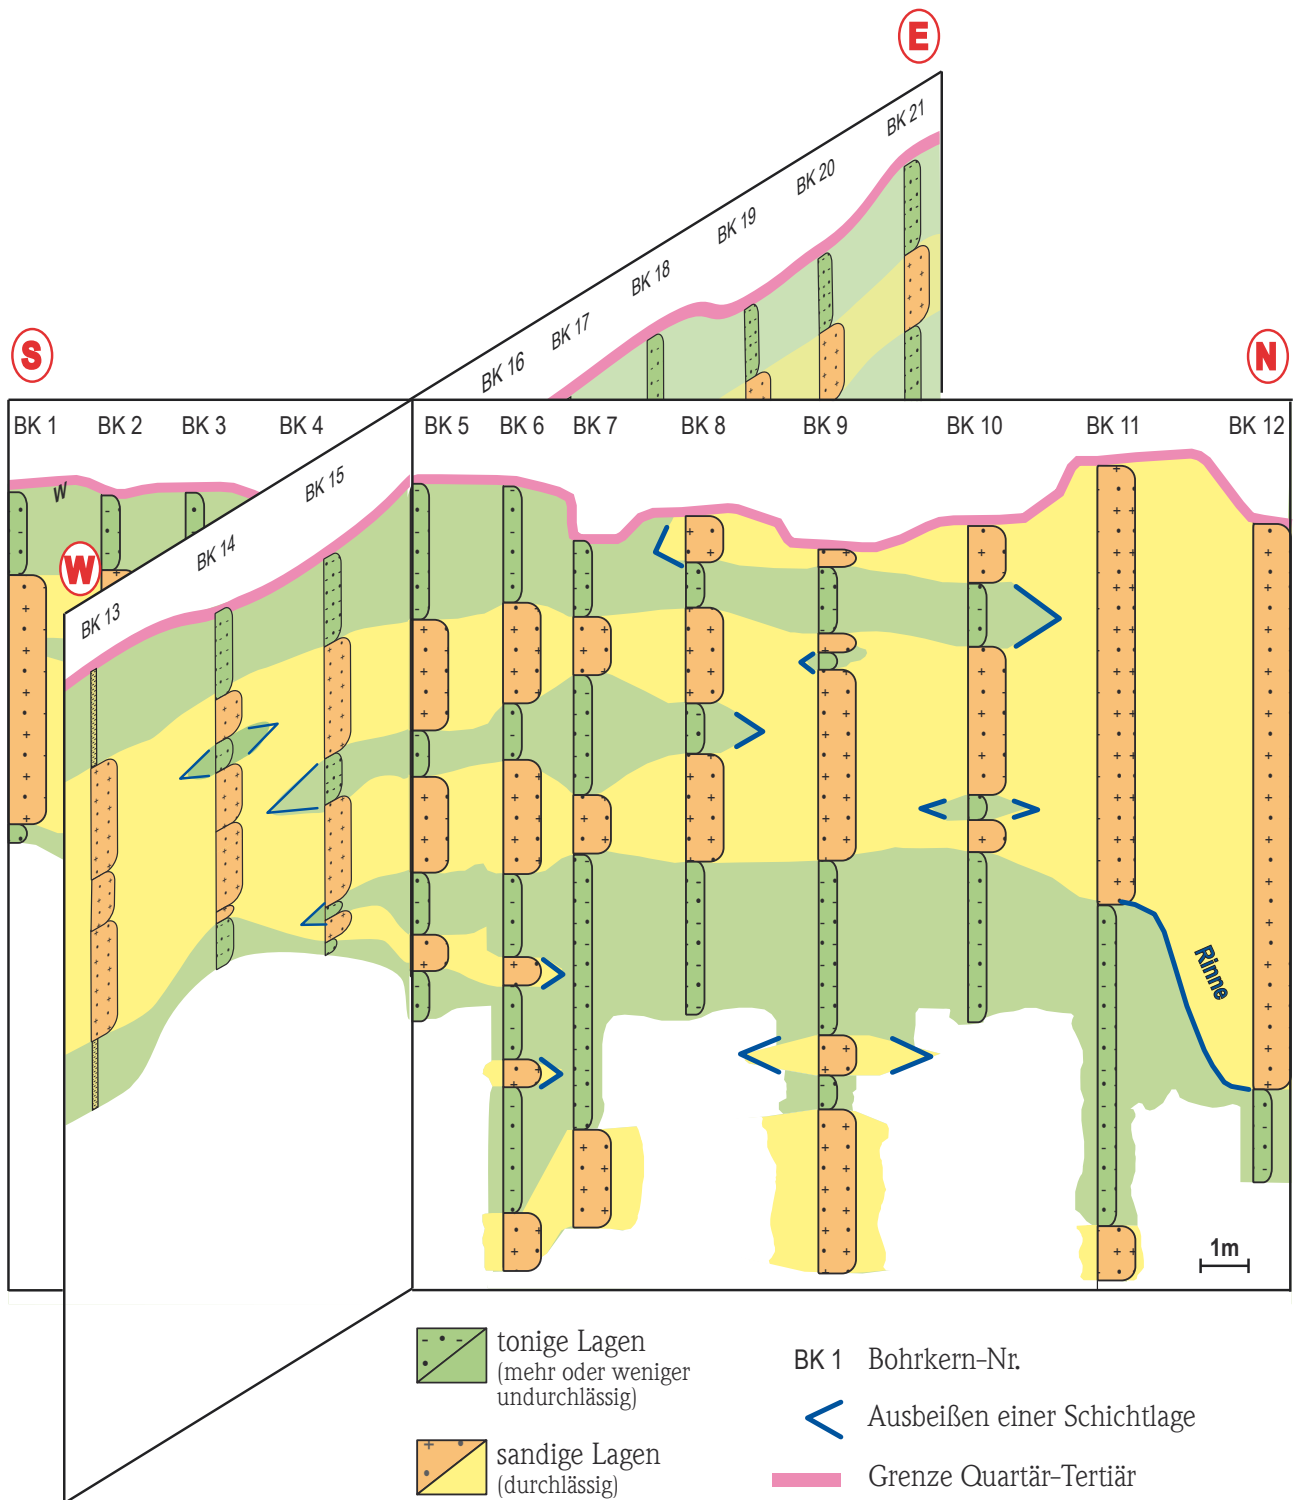 E
BK 21
BK 20
BK 19
BK 18
BK 17
BK 16
S
N
BK 1
BK 2
BK 3
BK 4
BK 5
BK 6
BK 7
BK 8
BK 9
BK 10
BK 11
BK 12
W
BK 15
BK 14
W
BK 13
Rinne
1m
tonige Lagen
(mehr oder weniger
undurchlässig)
sandige Lagen
(durchlässig)
BK 1 Bohrkern-Nr.
Ausbeißen einer Schichtlage
Grenze Quartär-Tertiär